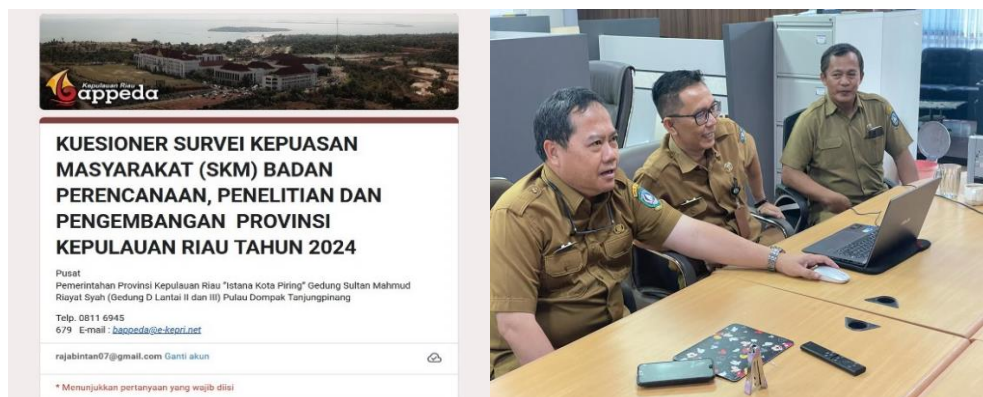 Kepulauan Riau
Bappeda
KUESIONER SURVEI KEPUASAN
MASYARAKAT (SKM) BADAN
PERENCANAAN, PENELITIAN DAN
PENGEMBANGAN PROVINSI
KEPULAUAN RIAU TAHUN 2024
Pusat
Pemerintahan Provinsi Kepulauan Riau "Istana Kota Piring" Gedung Sultan Mahmud
Riayat Syah (Gedung D Lantai II dan III) Pulau Dompak Tanjungpinang
Telp. 0811 6945
679 E-mail : bappeda@e-kepri.net
rajabintan07@gmail.com Ganti akun
* Menunjukkan pertanyaan yang wajib diisi